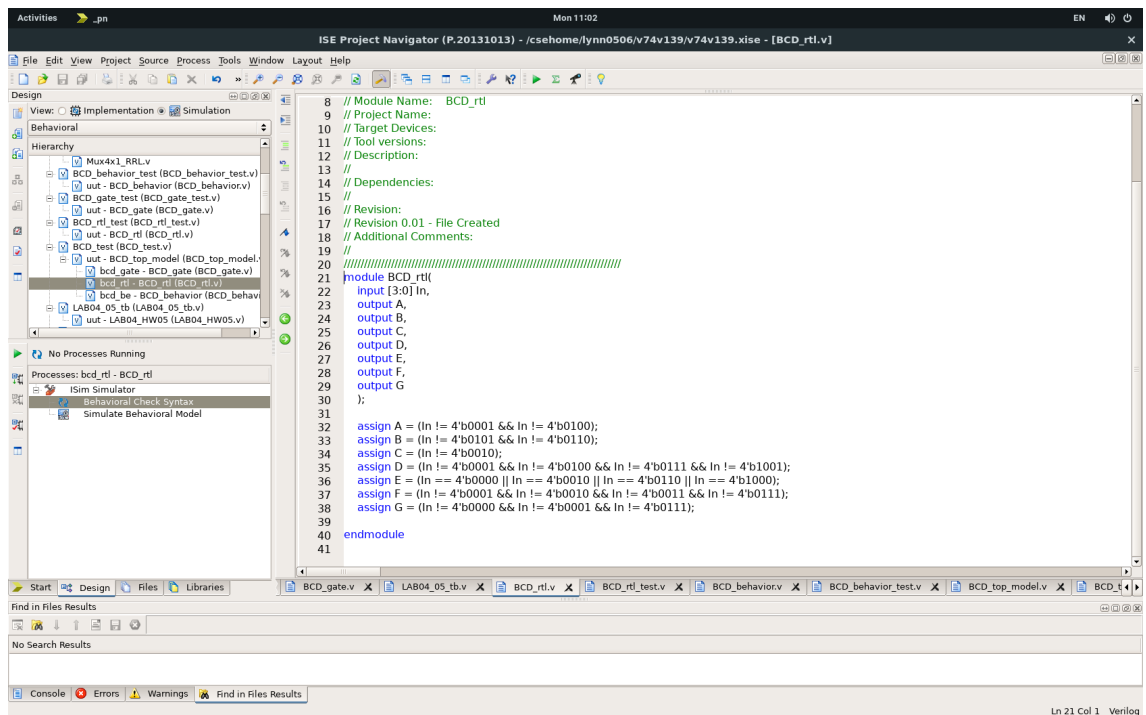 Activities _pn Mon 11:02 EN
ISE Project Navigator (P.20131013) - /csehome/lynn0506/v74v139/v74v139.xise - [BCD_rtl.v]
File Edit View Project Source Process Tools Window Layout Help
Design
View: Implementation Simulation
Behavioral
Hierarchy
Mux4x1_RRL.v
BCD_behavior_test (BCD_behavior_test.v)
uut - BCD_behavior (BCD_behavior.v)
BCD_gate_test (BCD_gate_test.v)
uut - BCD_gate (BCD_gate.v)
BCD_rtl_test (BCD_rtl_test.v)
uut - BCD_rtl (BCD_rtl.v)
BCD_test (BCD_test.v)
uut - BCD_top_model (BCD_top_model.
bcd_gate - BCD_gate (BCD_gate.v)
bcd_rtl - BCD_rtl (BCD_rtl.v)
bcd_be - BCD_behavior (BCD_behavi
LAB04_05_tb (LAB04_05_tb.v)
uut - LAB04_HW05 (LAB04_HW05.v)
No Processes Running
Processes: bcd_rtl - BCD_rtl
ISim Simulator
Behavioral Check Syntax
Simulate Behavioral Model
Start Design Files Libraries
8 // Module Name: BCD_rtl
9 // Project Name:
10 // Target Devices:
11 // Tool versions:
12 // Description:
13 //
14 // Dependencies:
15 //
16 // Revision:
17 // Revision 0.01 - File Created
18 // Additional Comments:
19 //
20 //////////////////////////////////////////////////////////////////////////////////
21 module BCD_rtl(
22 input [3:0] In,
23 output A,
24 output B,
25 output C,
26 output D,
27 output E,
28 output F,
29 output G
30 );
31
32 assign A = (In != 4'b0001 && In != 4'b0100);
33 assign B = (In != 4'b0101 && In != 4'b0110);
34 assign C = (In != 4'b0010);
35 assign D = (In != 4'b0001 && In != 4'b0100 && In != 4'b0111 && In != 4'b1001);
36 assign E = (In == 4'b0000 || In == 4'b0010 || In == 4'b0110 || In == 4'b1000);
37 assign F = (In != 4'b0001 && In != 4'b0010 && In != 4'b0011 && In != 4'b0111);
38 assign G = (In != 4'b0000 && In != 4'b0001 && In != 4'b0111);
39
40 endmodule
41
BCD_gate.v LAB04_05_tb.v BCD_rtl.v BCD_rtl_test.v BCD_behavior.v BCD_behavior_test.v BCD_top_model.v
Find in Files Results
No Search Results
Console Errors Warnings Find in Files Results
Ln 21 Col 1 Verilog